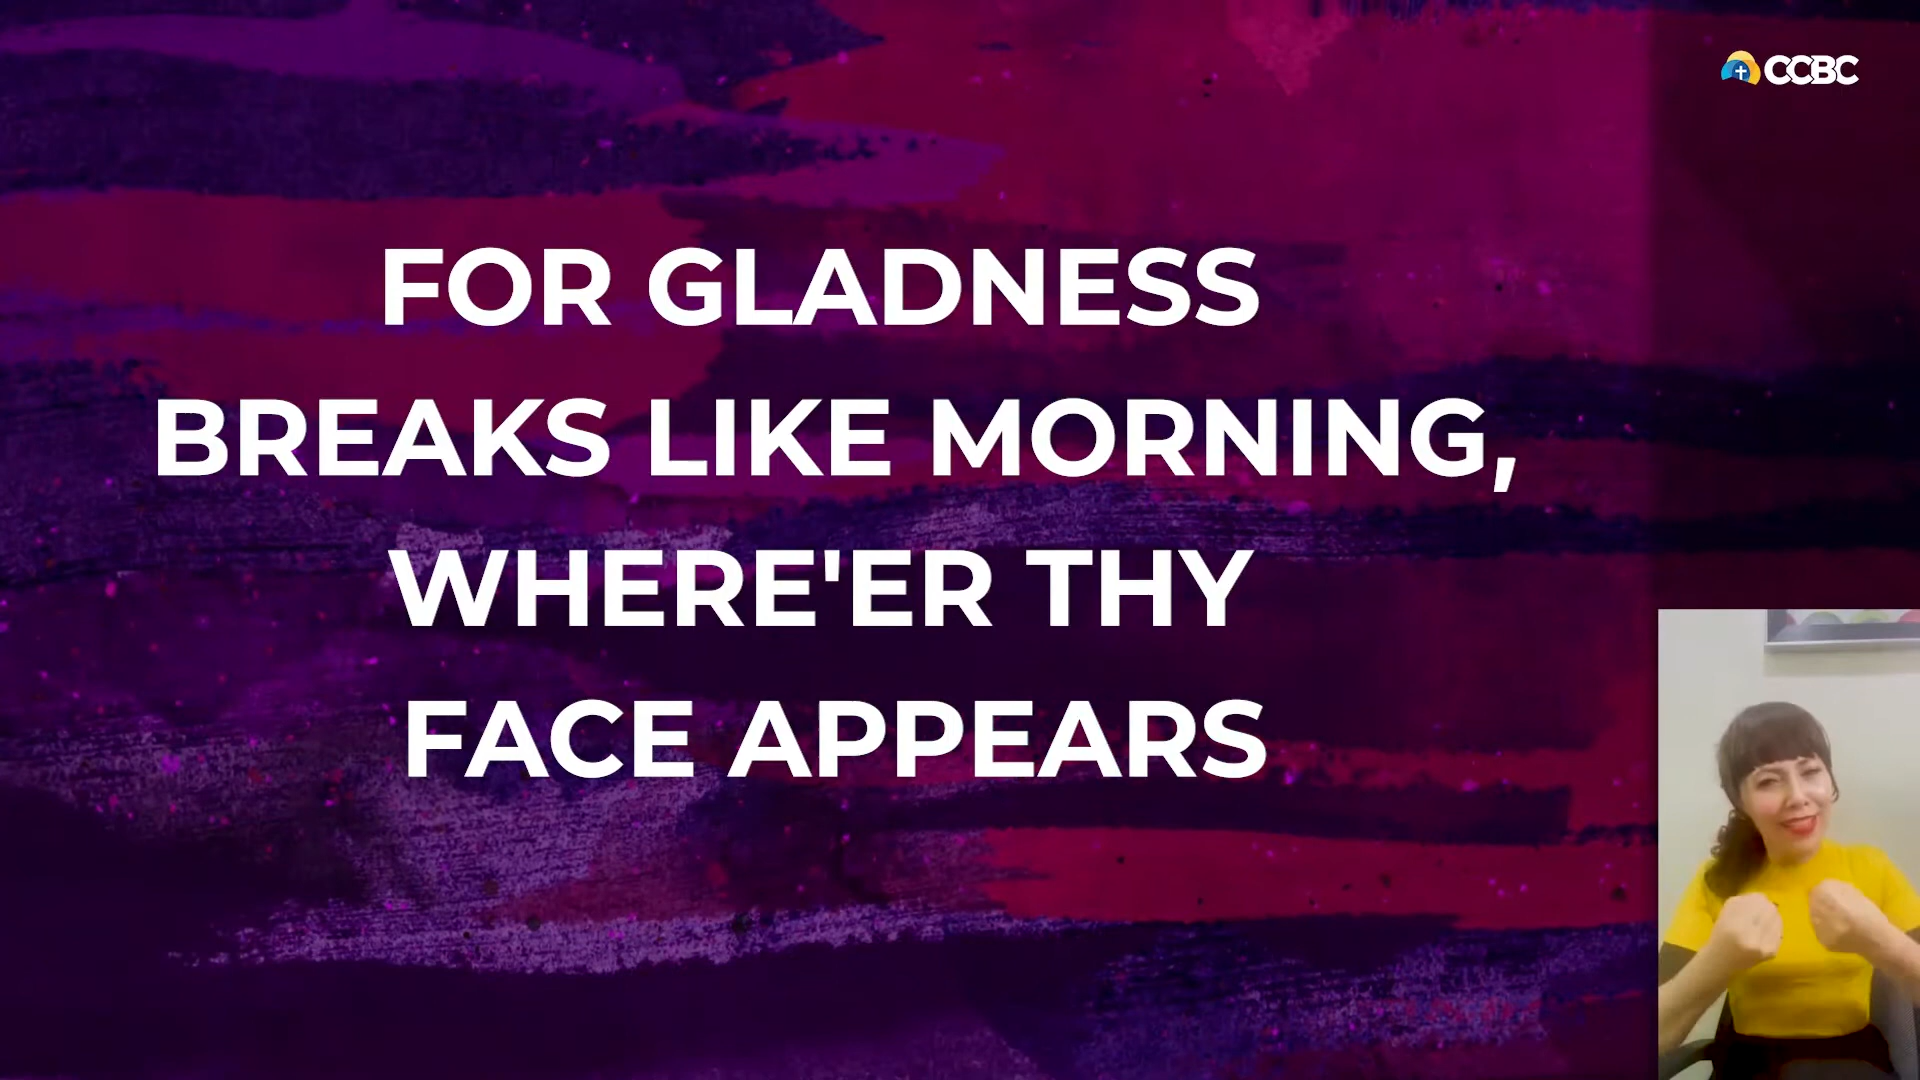 CCBC
FOR GLADNESS
BREAKS LIKE MORNING,
WHERE'ER THY
FACE APPEARS